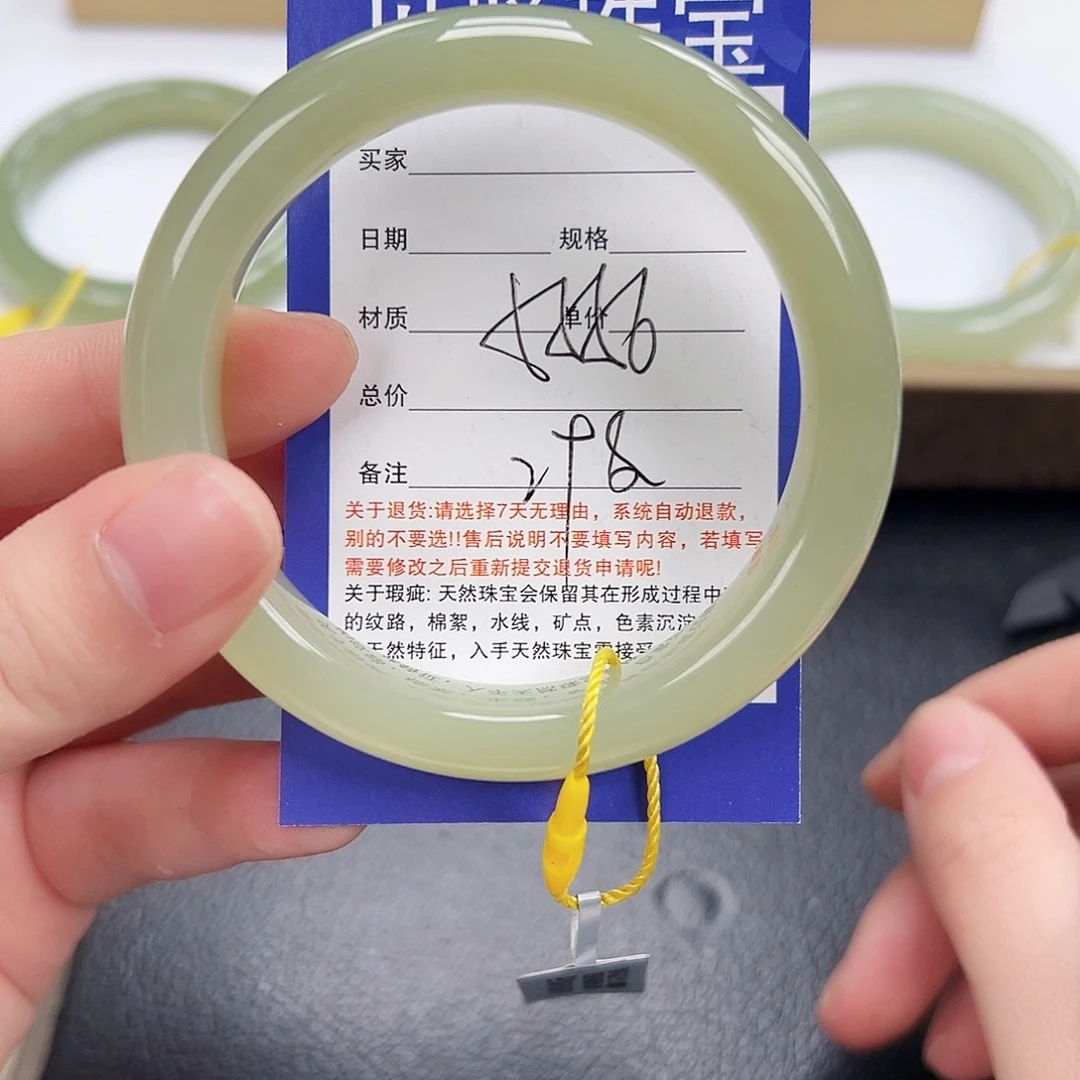 买家
日期 规格
材质 单价
总价
备注
关于退货:请选择7天无理由，系统自动退款，
别的不要选!!售后说明不要填写内容，若填写
需要修改之后重新提交退货申请呢!
关于瑕疵: 天然珠宝会保留其在形成过程中
的纹路，棉絮，水线，矿点，色素沉淀
天然特征，入手天然珠宝需接受